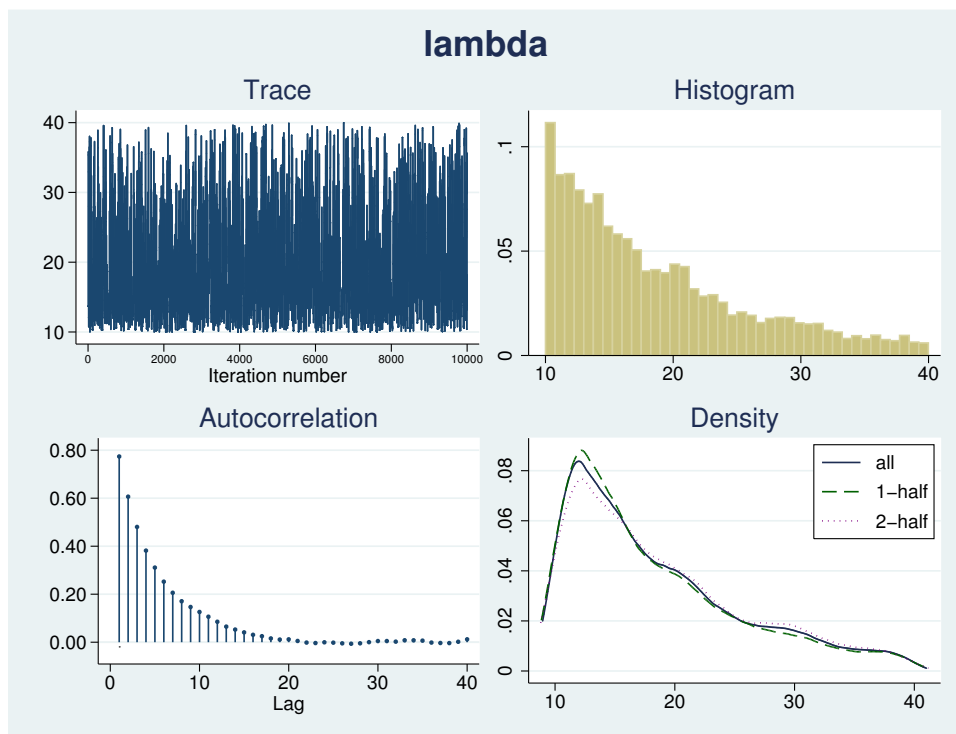 lambda
Trace
40
30
20
10
0 2000 4000 6000 8000 10000
Iteration number
Histogram
.1
.05
0
10 20 30 40
Autocorrelation
0.80
0.60
0.40
0.20
0.00
0 10 20 30 40
Lag
Density
.08
.06
.04
.02
0
10 20 30 40
all
1−half
2−half